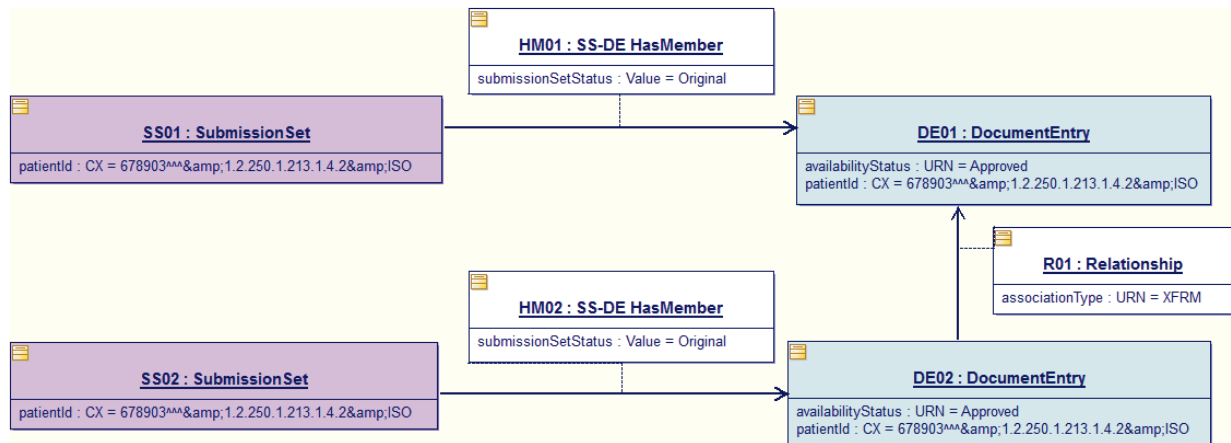 HM01 : SS-DE HasMember
submissionSetStatus : Value = Original
SS01 : SubmissionSet
patientId : CX = 678903^^^&amp;1.2.250.1.213.1.4.2&amp;ISO
DE01 : DocumentEntry
availabilityStatus : URN = Approved
patientId : CX = 678903^^^&amp;1.2.250.1.213.1.4.2&amp;ISO
R01 : Relationship
associationType : URN = XFRM
HM02 : SS-DE HasMember
submissionSetStatus : Value = Original
SS02 : SubmissionSet
patientId : CX = 678903^^^&amp;1.2.250.1.213.1.4.2&amp;ISO
DE02 : DocumentEntry
availabilityStatus : URN = Approved
patientId : CX = 678903^^^&amp;1.2.250.1.213.1.4.2&amp;ISO